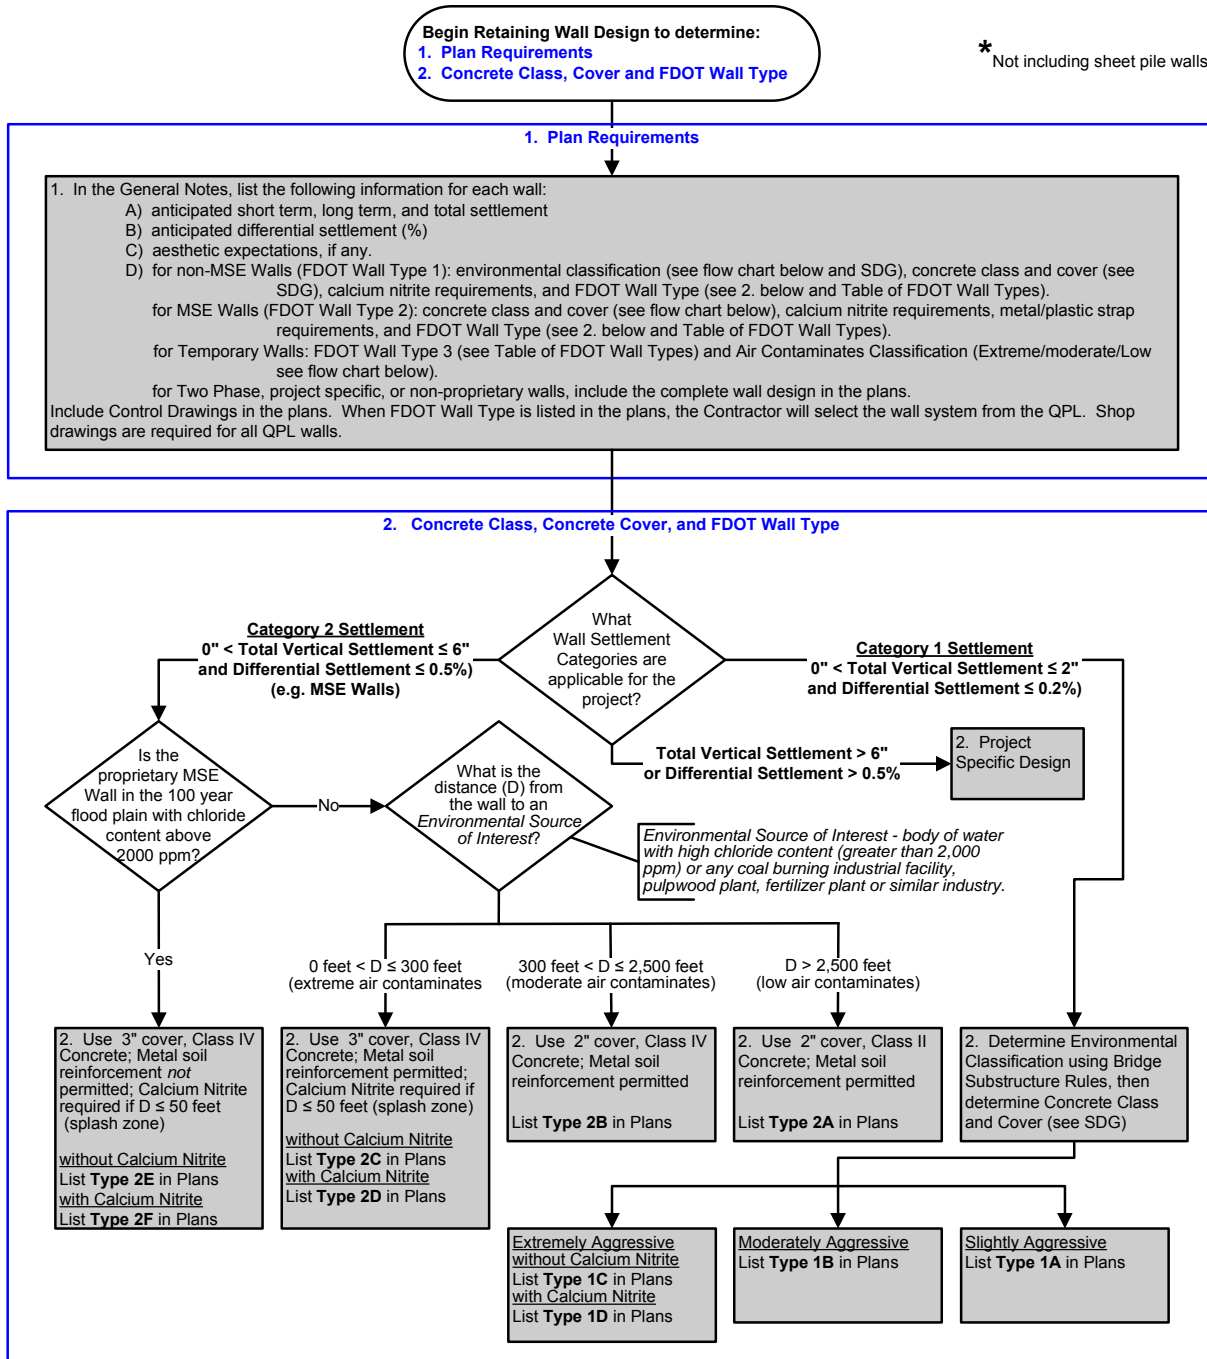 Begin Retaining Wall Design to determine:
1. Plan Requirements
2. Concrete Class, Cover and FDOT Wall Type
*Not including sheet pile walls
1. Plan Requirements
1. In the General Notes, list the following information for each wall:
A) anticipated short term, long term, and total settlement
B) anticipated differential settlement (%)
C) aesthetic expectations, if any.
D) for non-MSE Walls (FDOT Wall Type 1): environmental classification (see flow chart below and SDG), concrete class and cover (see
SDG), calcium nitrite requirements, and FDOT Wall Type (see 2. below and Table of FDOT Wall Types).
for MSE Walls (FDOT Wall Type 2): concrete class and cover (see flow chart below), calcium nitrite requirements, metal/plastic strap
requirements, and FDOT Wall Type (see 2. below and Table of FDOT Wall Types).
for Temporary Walls: FDOT Wall Type 3 (see Table of FDOT Wall Types) and Air Contaminates Classification (Extreme/moderate/Low
see flow chart below).
for Two Phase, project specific, or non-proprietary walls, include the complete wall design in the plans.
Include Control Drawings in the plans. When FDOT Wall Type is listed in the plans, the Contractor will select the wall system from the QPL. Shop
drawings are required for all QPL walls.
2. Concrete Class, Concrete Cover, and FDOT Wall Type
What
Wall Settlement
Categories are
applicable for the
project?
Category 2 Settlement
0" < Total Vertical Settlement ≤ 6"
and Differential Settlement ≤ 0.5%)
(e.g. MSE Walls)
Category 1 Settlement
0" < Total Vertical Settlement ≤ 2"
and Differential Settlement ≤ 0.2%)
Total Vertical Settlement > 6"
or Differential Settlement > 0.5%
2. Project
Specific Design
Is the
proprietary MSE
Wall in the 100 year
flood plain with chloride
content above
2000 ppm?
No
What is the
distance (D) from
the wall to an
Environmental Source
of Interest?
Environmental Source of Interest - body of water
with high chloride content (greater than 2,000
ppm) or any coal burning industrial facility,
pulpwood plant, fertilizer plant or similar industry.
Yes
0 feet < D ≤ 300 feet
(extreme air contaminates
300 feet < D ≤ 2,500 feet
(moderate air contaminates)
D > 2,500 feet
(low air contaminates)
2. Use 3" cover, Class IV
Concrete; Metal soil
reinforcement not
permitted; Calcium Nitrite
required if D ≤ 50 feet
(splash zone)
without Calcium Nitrite
List Type 2E in Plans
with Calcium Nitrite
List Type 2F in Plans
2. Use 3" cover, Class IV
Concrete; Metal soil
reinforcement permitted;
Calcium Nitrite required if
D ≤ 50 feet (splash zone)
without Calcium Nitrite
List Type 2C in Plans
with Calcium Nitrite
List Type 2D in Plans
2. Use 2" cover, Class IV
Concrete; Metal soil
reinforcement permitted
List Type 2B in Plans
2. Use 2" cover, Class II
Concrete; Metal soil
reinforcement permitted
List Type 2A in Plans
2. Determine Environmental
Classification using Bridge
Substructure Rules, then
determine Concrete Class
and Cover (see SDG)
Extremely Aggressive
without Calcium Nitrite
List Type 1C in Plans
with Calcium Nitrite
List Type 1D in Plans
Moderately Aggressive
List Type 1B in Plans
Slightly Aggressive
List Type 1A in Plans